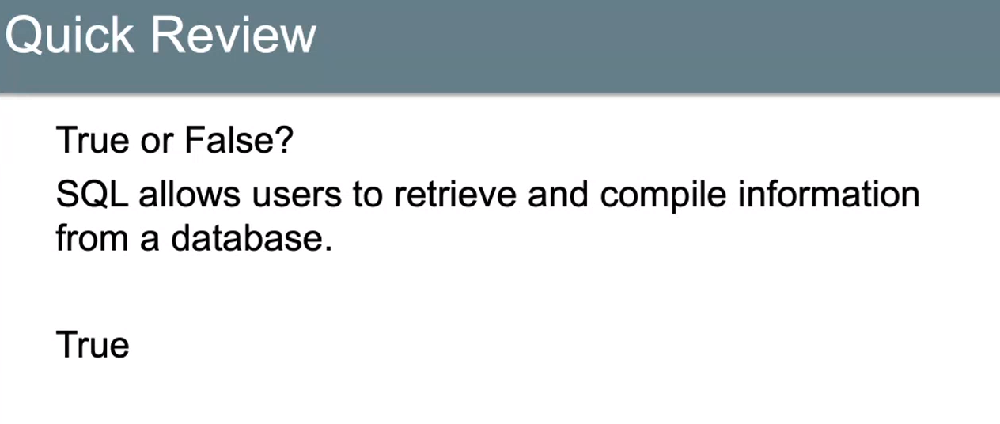 Quick Review
True or False?
SQL allows users to retrieve and compile information
from a database.
True